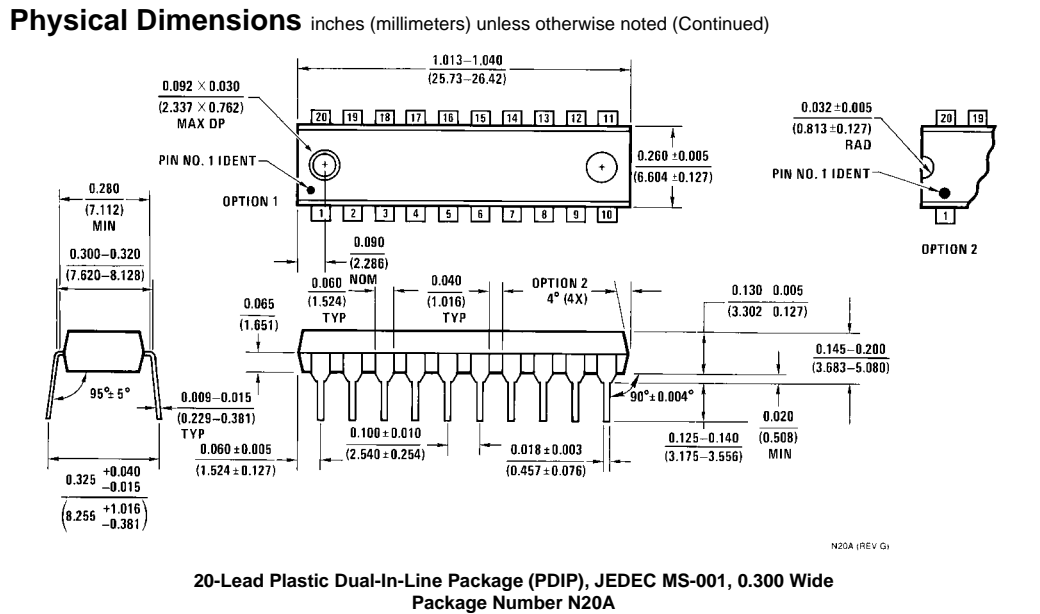 Physical Dimensions inches (millimeters) unless otherwise noted (Continued)
1.013–1.040
(25.73–26.42)
0.092 × 0.030
(2.337 × 0.762)
MAX DP
20 19 18 17 16 15 14 13 12 11
PIN NO. 1 IDENT
OPTION 1
0.260 ±0.005
(6.604 ±0.127)
1 2 3 4 5 6 7 8 9 10
0.032 ±0.005
(0.813 ±0.127)
RAD
20 19
PIN NO. 1 IDENT
1
OPTION 2
0.280
(7.112)
MIN
0.300–0.320
(7.620–8.128)
0.090
(2.286)
NOM
0.060
(1.524)
TYP
0.040
(1.016)
TYP
OPTION 2
4° (4X)
0.065
(1.651)
0.130 0.005
(3.302 0.127)
0.145–0.200
(3.683–5.080)
95°± 5°
0.009–0.015
(0.229–0.381)
TYP
90°± 0.004°
0.020
(0.508)
MIN
0.125–0.140
(3.175–3.556)
0.100 ± 0.010
(2.540 ± 0.254)
0.018 ± 0.003
(0.457 ± 0.076)
0.060 ±0.005
(1.524 ±0.127)
0.325 +0.040
−0.015
(8.255 +1.016
−0.381)
N20A (REV G)
20-Lead Plastic Dual-In-Line Package (PDIP), JEDEC MS-001, 0.300 Wide
Package Number N20A